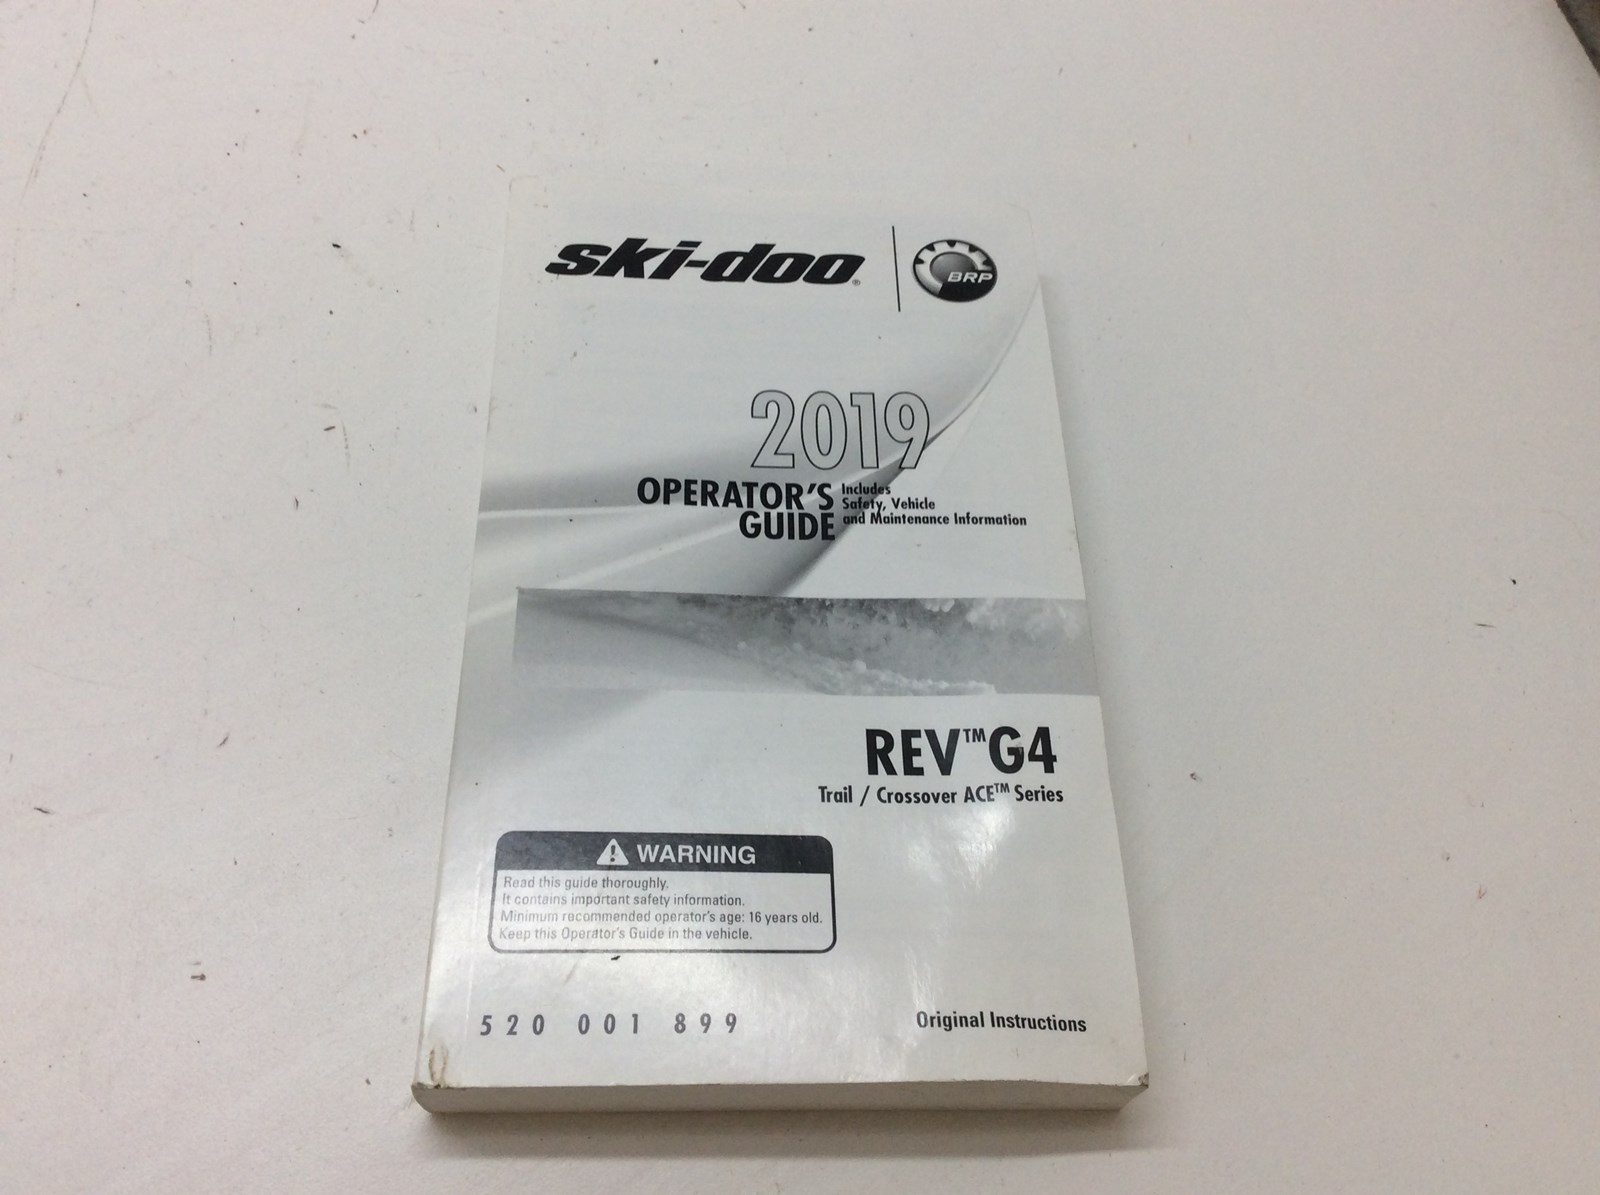 ski-doo®
BRP
2019
OPERATOR'S
GUIDE
Includes
Safety, Vehicle
and Maintenance Information
REV™ G4
Trail / Crossover ACE™ Series
WARNING
Read this guide thoroughly.
It contains important safety information.
Minimum recommended operator's age: 16 years old.
Keep this Operator's Guide in the vehicle.
520 001 899
Original Instructions